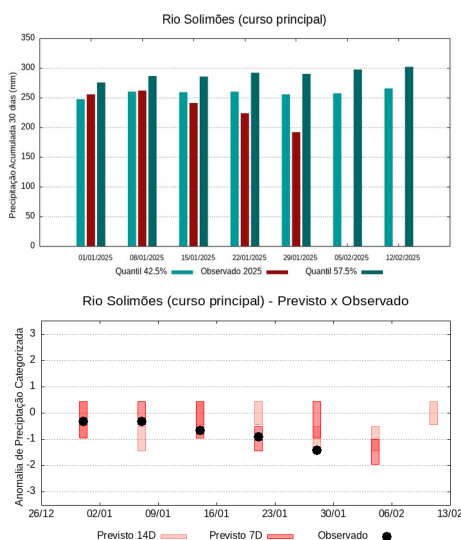 Rio Solimões (curso principal)
Precipitação Acumulada 30 dias (mm)
350
300
250
200
150
100
50
0
01/01/2025 08/01/2025 15/01/2025 22/01/2025 29/01/2025 05/02/2025 12/02/2025
Quantil 42.5% Observado 2025 Quantil 57.5%
Rio Solimões (curso principal) - Previsto x Observado
Anomalia de Precipitação Categorizada
3
2
1
0
-1
-2
-3
26/12 02/01 09/01 16/01 23/01 30/01 06/02 13/02
Previsto 14D Previsto 7D Observado